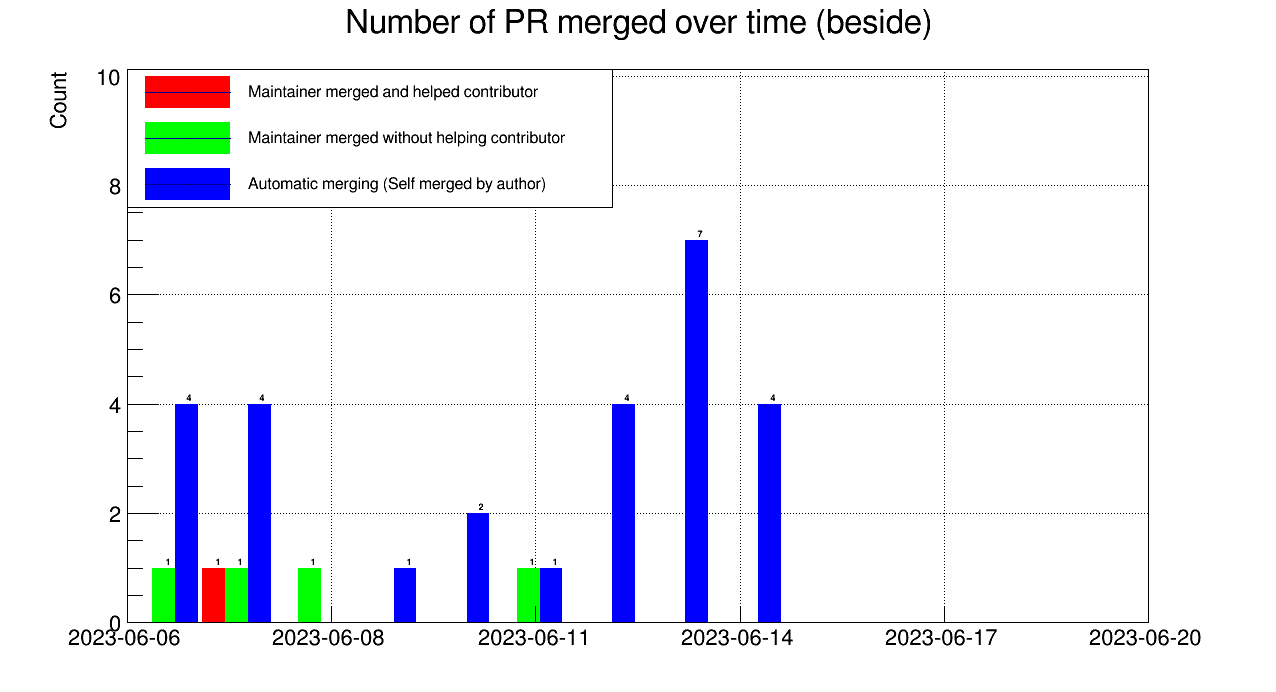 Number of PR merged over time (beside)
Count
10
Maintainer merged and helped contributor
Maintainer merged without helping contributor
8
Automatic merging (Self merged by author)
7
6
4 4 4 4
4
2
2
1 1 1 1 1 1 1
0
2023-06-06 2023-06-08 2023-06-11 2023-06-14 2023-06-17 2023-06-20